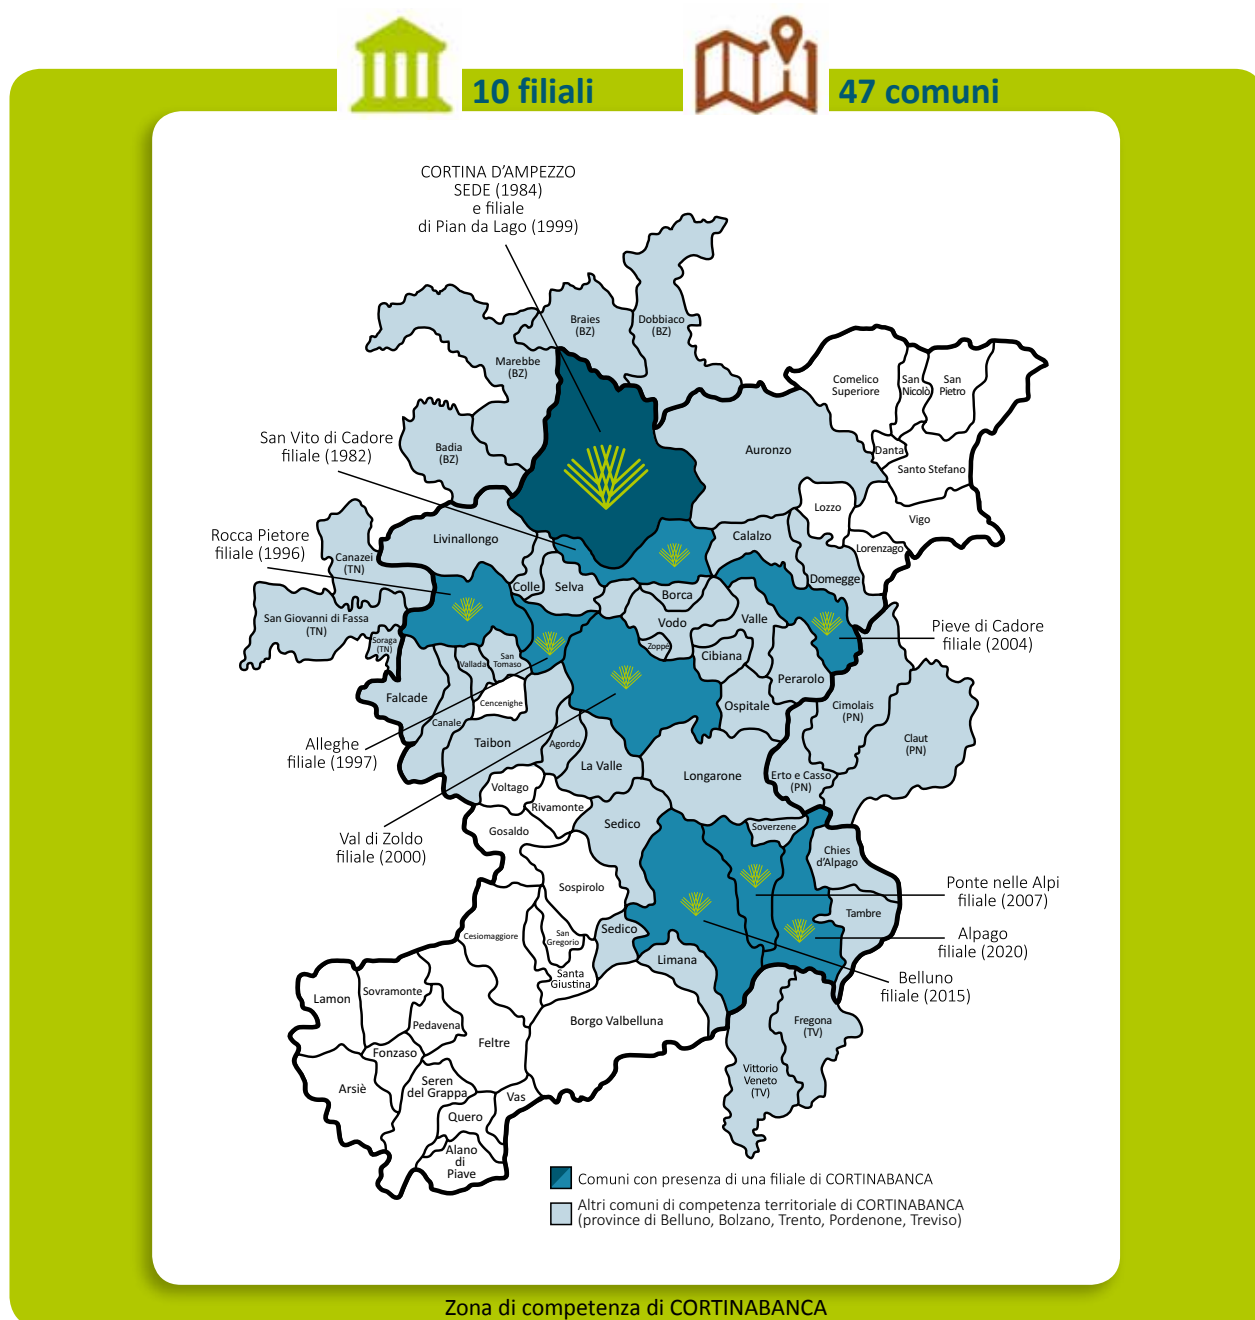 10 filiali
47 comuni
CORTINA D'AMPEZZO
SEDE (1984)
e filiale
di Pian da Lago (1999)
Braies
(BZ)
Dobbiaco
(BZ)
Marebbe
(BZ)
Comelico
Superiore
San
Nicolò
San
Pietro
San Vito di Cadore
filiale (1982)
Badia
(BZ)
Auronzo
Danta
Santo Stefano
Lozzo
Vigo
Rocca Pietore
filiale (1996)
Livinallongo
Calalzo
Lorenzago
Canazei
(TN)
Colle
Selva
Domegge
Borca
San Giovanni di Fassa
(TN)
Vodo
Valle
Pieve di Cadore
filiale (2004)
Soraga
(TN)
Zoppè
Cibiana
Vallada
San
Tomaso
Perarolo
Falcade
Cencenighe
Ospitale
Cimolais
(PN)
Canale
Claut
(PN)
Alleghe
filiale (1997)
Taibon
Agordo
La Valle
Longarone
Erto e Casso
(PN)
Voltago
Rivamonte
Val di Zoldo
filiale (2000)
Gosaldo
Sedico
Soverzene
Chies
d'Alpago
Sospirolo
Ponte nelle Alpi
filiale (2007)
Tambre
Cesiomaggiore
San
Gregorio
Sedico
Alpago
filiale (2020)
Limana
Santa
Giustina
Belluno
filiale (2015)
Lamon
Sovramonte
Pedavena
Borgo Valbelluna
Fregona
(TV)
Feltre
Fonzaso
Arsiè
Seren
del Grappa
Vas
Vittorio
Veneto
(TV)
Quero
Alano
di
Piave
Comuni con presenza di una filiale di CORTINABANCA
Altri comuni di competenza territoriale di CORTINABANCA
(province di Belluno, Bolzano, Trento, Pordenone, Treviso)
Zona di competenza di CORTINABANCA